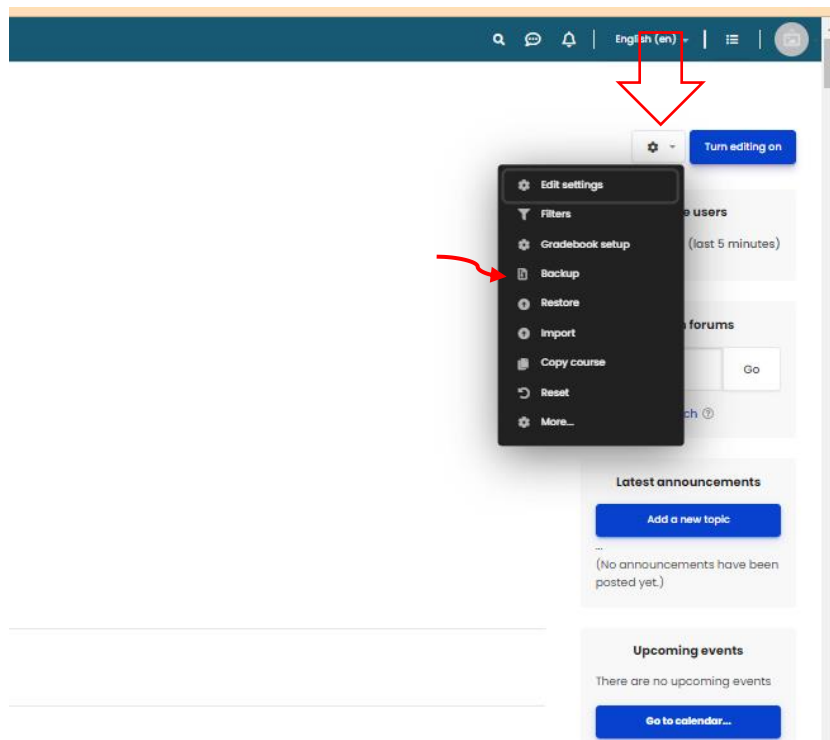 English (en)
Turn editing on
Edit settings
Filters
Gradebook setup
Backup
Restore
Import
Copy course
Reset
More...
users
(last 5 minutes)
forums
Go
Latest announcements
Add a new topic
...
(No announcements have been
posted yet.)
Upcoming events
There are no upcoming events
Go to calendar...